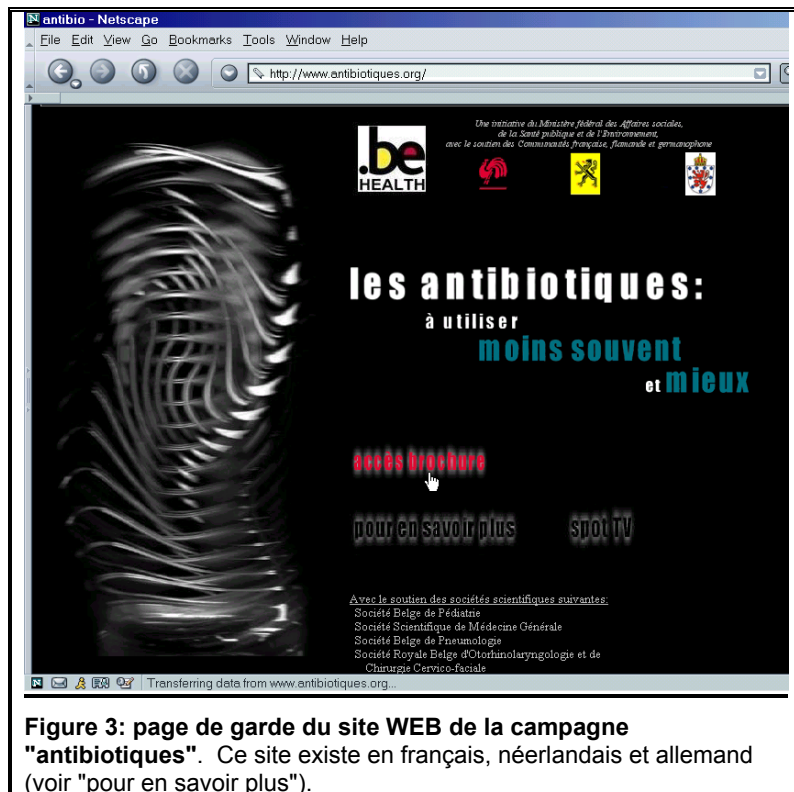 antibio - Netscape
File Edit View Go Bookmarks Tools Window Help
http://www.antibiotiques.org/
Une initiative du Ministère fédéral des Affaires sociales,
de la Santé publique et de l'Environnement,
avec le soutien des Communautés française, flamande et germanophone
.be
HEALTH
les antibiotiques:
à utiliser
moins souvent
et mieux
accès brochure
pour en savoir plus spot TV
Avec le soutien des sociétés scientifiques suivantes:
Société Belge de Pédiatrie
Société Scientifique de Médecine Générale
Société Belge de Pneumologie
Société Royale Belge d'Otorhinolaryngologie et de
Chirurgie Cervico-faciale
Transferring data from www.antibiotiques.org...
Figure 3: page de garde du site WEB de la campagne
"antibiotiques". Ce site existe en français, néerlandais et allemand
(voir "pour en savoir plus").